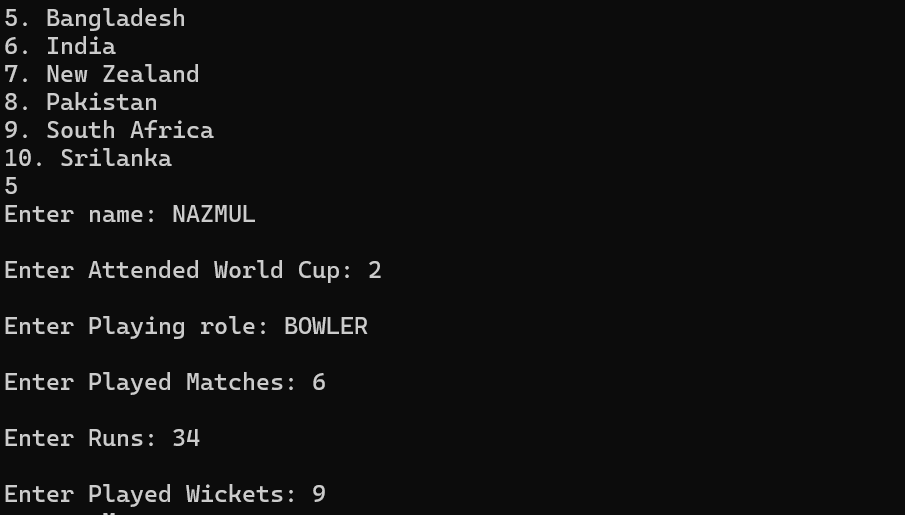 5. Bangladesh
6. India
7. New Zealand
8. Pakistan
9. South Africa
10. Srilanka
5
Enter name: NAZMUL
Enter Attended World Cup: 2
Enter Playing role: BOWLER
Enter Played Matches: 6
Enter Runs: 34
Enter Played Wickets: 9